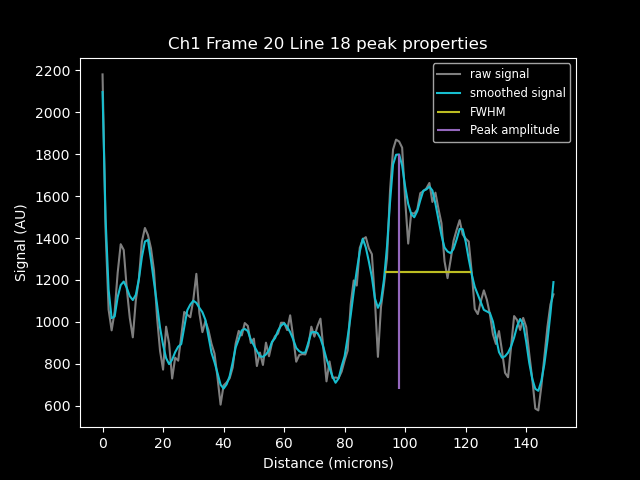 Ch1 Frame 20 Line 18 peak properties
raw signal
smoothed signal
FWHM
Peak amplitude
Signal (AU)
2200
2000
1800
1600
1400
1200
1000
800
600
0 20 40 60 80 100 120 140
Distance (microns)